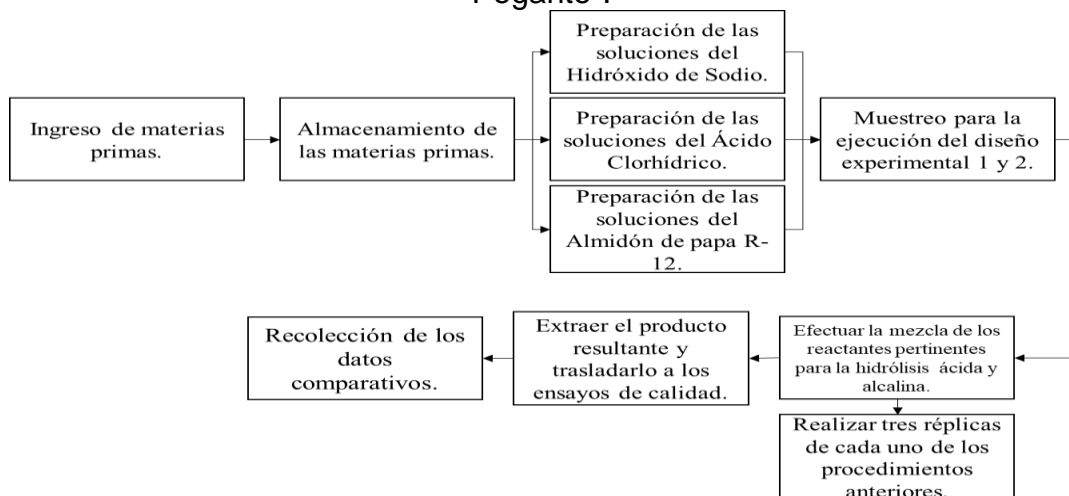 Ingreso de materias
primas.
Almacenamiento de
las materias primas.
Preparación de las
soluciones del
Hidróxido de Sodio.
Preparación de las
soluciones del Ácido
Clorhídrico.
Preparación de las
soluciones del
Almidón de papa R-
12.
Muestreo para la
ejecución del diseño
experimental 1 y 2.
Efectuar la mezcla de los
reactantes pertinentes
para la hidrólisis ácida y
alcalina.
Realizar tres réplicas
de cada uno de los
procedimientos
anteriores.
Extraer el producto
resultante y
trasladarlo a los
ensayos de calidad.
Recolección de los
datos
comparativos.